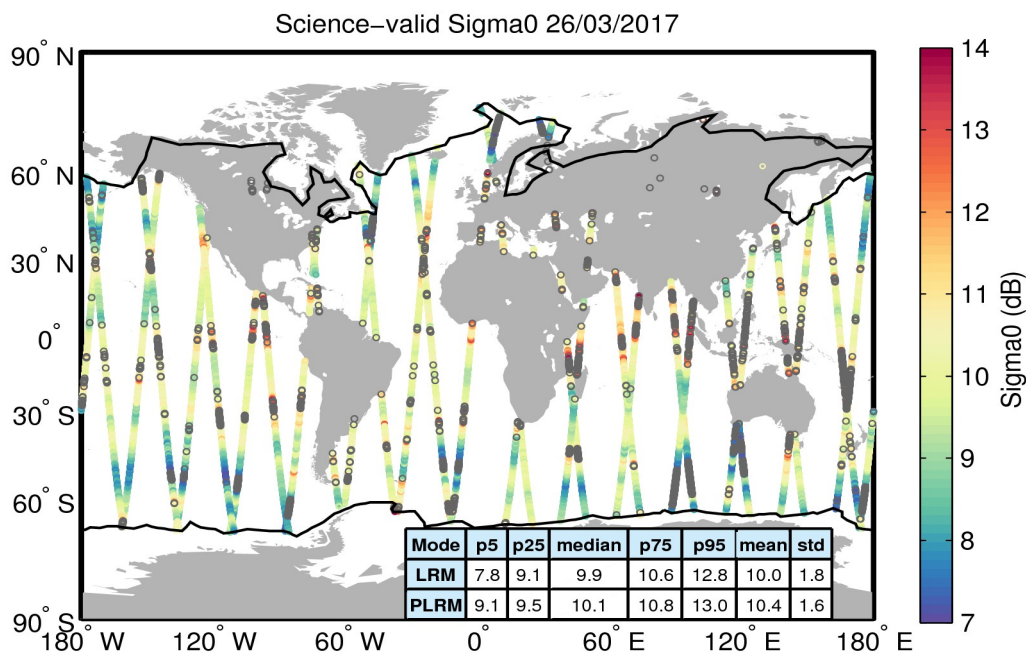 Science−valid Sigma0 26/03/2017
90° N
60° N
30° N
0°
30° S
60° S
90° S
180° W
120° W
60° W
0°
60° E
120° E
180° E
Mode p5 p25 median p75 p95 mean std
LRM 7.8 9.1 9.9 10.6 12.8 10.0 1.8
PLRM 9.1 9.5 10.1 10.8 13.0 10.4 1.6
14
13
12
11
10
9
8
7
Sigma0 (dB)